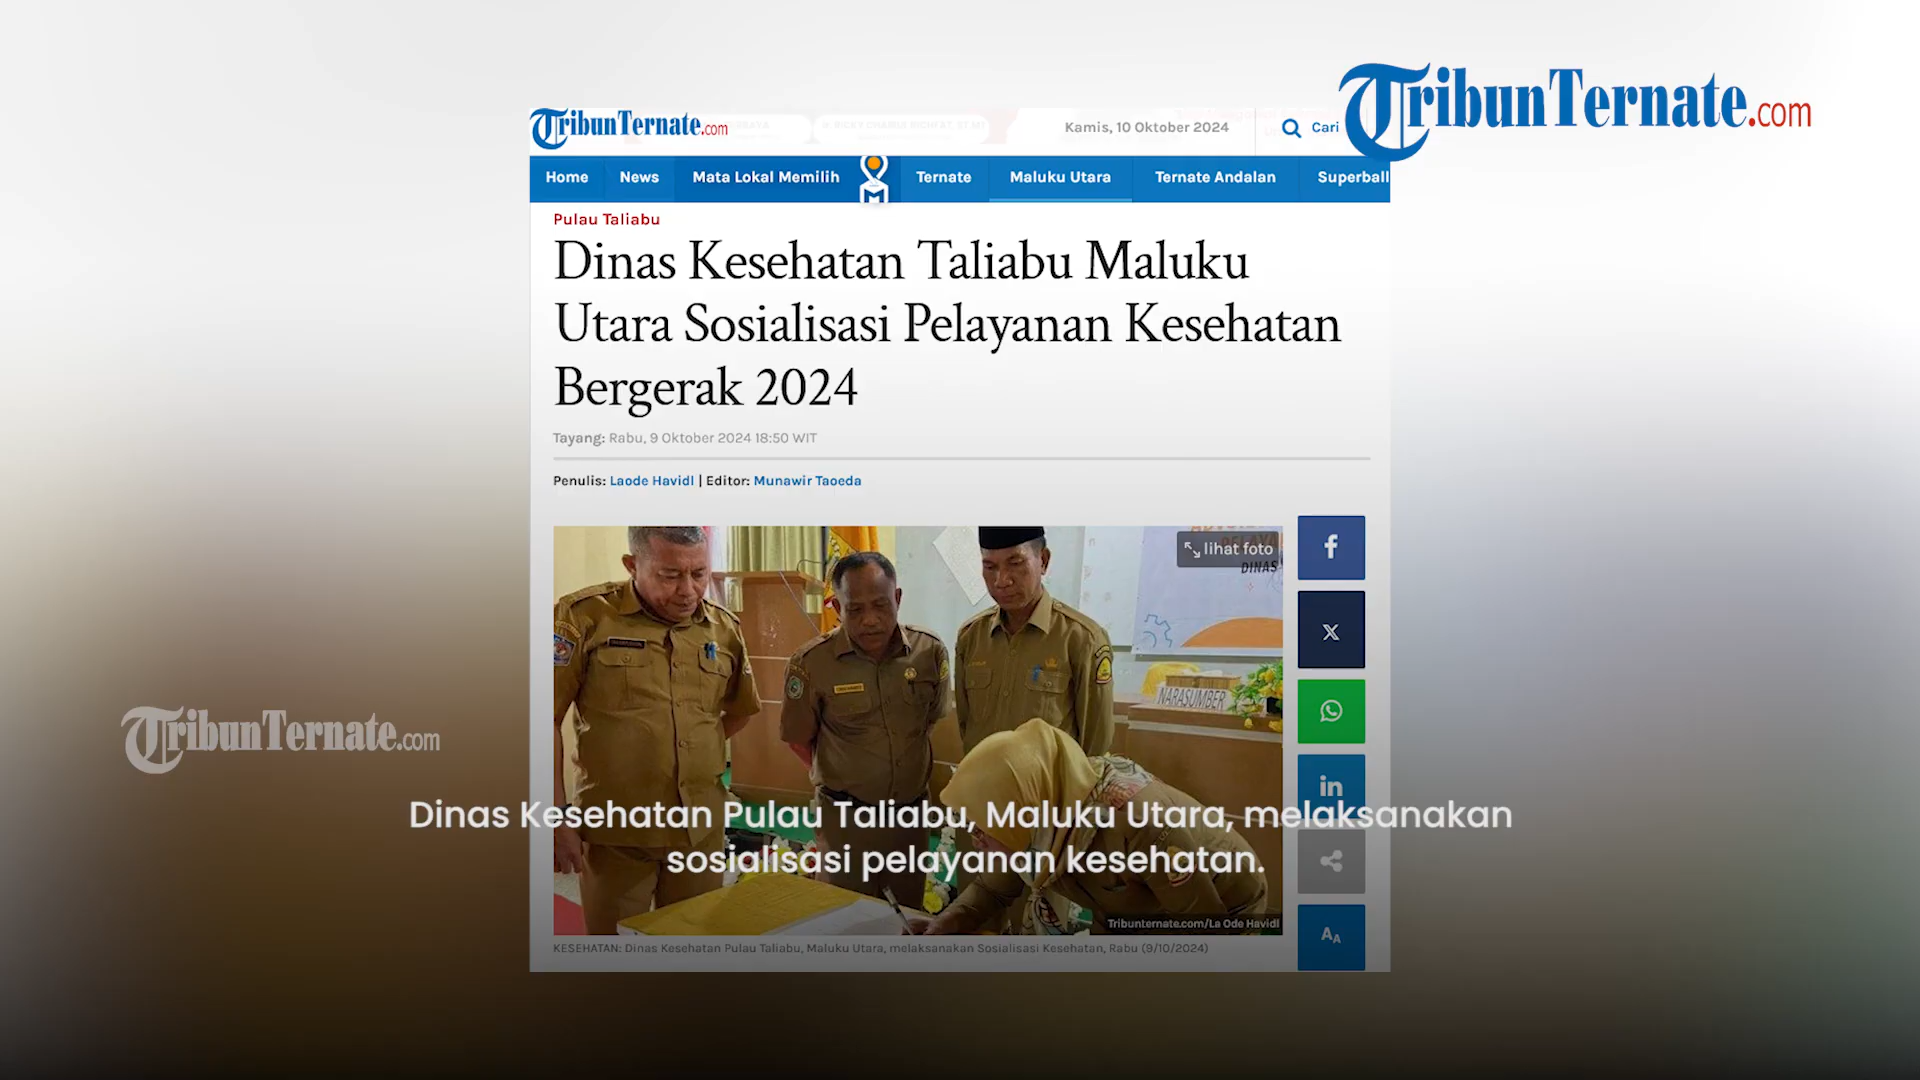 TribunTernate.com
TribunTernate.com
Kamis, 10 Oktober 2024
Cari
Home News Mata Lokal Memilih Ternate Maluku Utara Ternate Andalan Superball
Pulau Taliabu
Dinas Kesehatan Taliabu Maluku
Utara Sosialisasi Pelayanan Kesehatan
Bergerak 2024
Tayang: Rabu, 9 Oktober 2024 18:50 WIT
Penulis: Laode Havidl | Editor: Munawir Taoeda
lihat foto
DINAS
NARASUMBER
TribunTernate.com
Dinas Kesehatan Pulau Taliabu, Maluku Utara, melaksanakan
sosialisasi pelayanan kesehatan.
Tribunternate.com/La Ode Havidl
KESEHATAN: Dinas Kesehatan Pulau Taliabu, Maluku Utara, melaksanakan Sosialisasi Kesehatan, Rabu (9/10/2024)